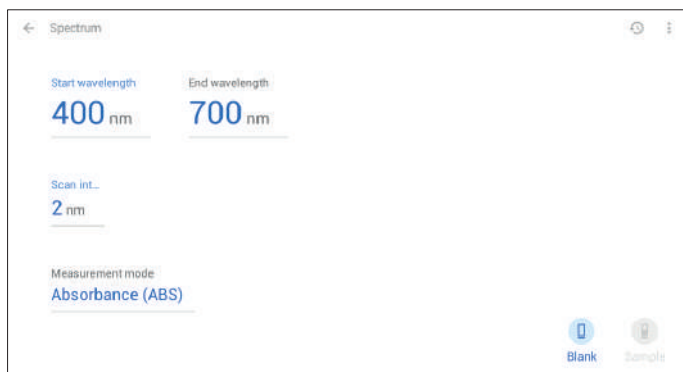 Spectrum
Start wavelength End wavelength
400 nm 700 nm
Scan int...
2 nm
Measurement mode
Absorbance (ABS)
Blank Sample